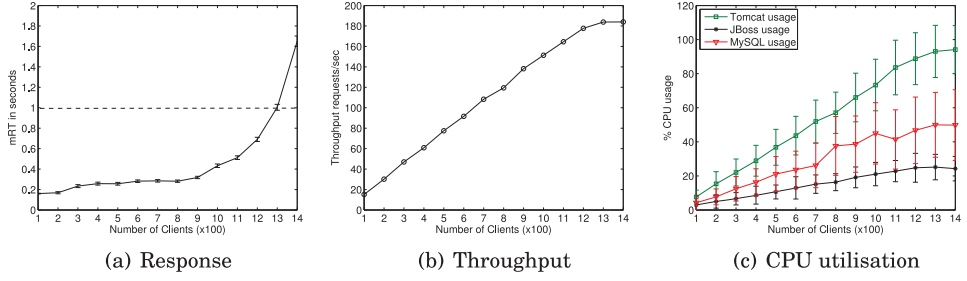 2
1.8
1.6
1.4
1.2
1
0.8
0.6
0.4
0.2
0
mRT in seconds
1 2 3 4 5 6 7 8 9 10 11 12 13 14
Number of Clients (x100)
(a) Response
200
180
160
140
120
100
80
60
40
20
0
Throughput requests/sec
1 2 3 4 5 6 7 8 9 10 11 12 13 14
Number of Clients (x100)
(b) Throughput
120
100
80
60
40
20
0
% CPU usage
Tomcat usage
JBoss usage
MySQL usage
1 2 3 4 5 6 7 8 9 10 11 12 13 14
Number of Clients (x100)
(c) CPU utilisation